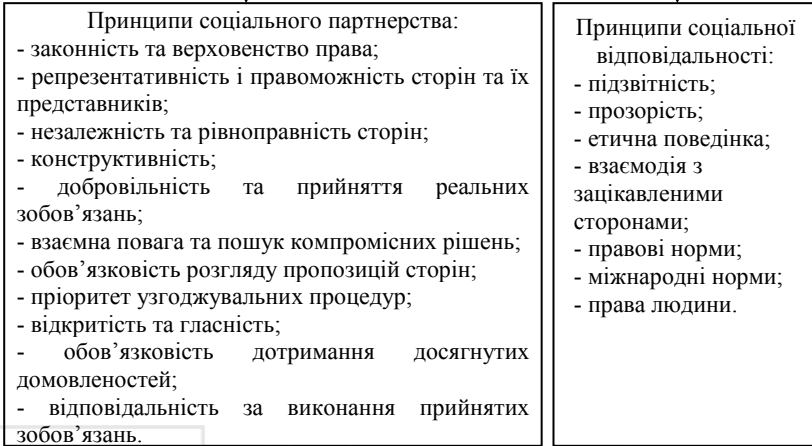 Принципи соціального партнерства:
- законність та верховенство права;
- репрезентативність і правоможність сторін та їх
представників;
- незалежність та рівноправність сторін;
- конструктивність;
- добровільність та прийняття реальних
зобов’язань;
- взаємна повага та пошук компромісних рішень;
- обов’язковість розгляду пропозицій сторін;
- пріоритет узгоджувальних процедур;
- відкритість та гласність;
- обов’язковість дотримання досягнутих
домовленостей;
- відповідальність за виконання прийнятих
зобов’язань.
Принципи соціальної
відповідальності:
- підзвітність;
- прозорість;
- етична поведінка;
- взаємодія з
зацікавленими
сторонами;
- правові норми;
- міжнародні норми;
- права людини.